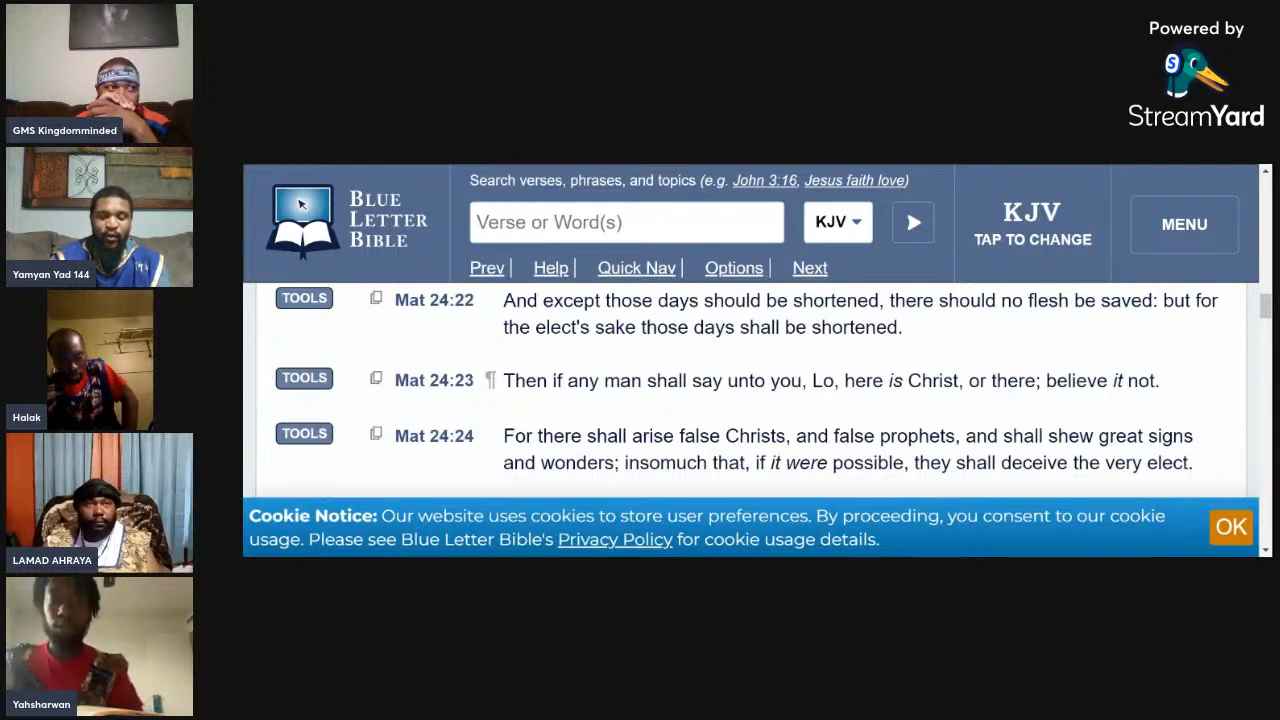 Powered by
StreamYard
GMS Kingdomminded
Yamyan Yad 144
Halak
LAMAD AHRAYA
Yahsharwan
BLUE
LETTER
BIBLE
Search verses, phrases, and topics (e.g. John 3:16, Jesus faith love)
Verse or Word(s)
KJV
KJV
TAP TO CHANGE
MENU
Prev | Help | Quick Nav | Options | Next
TOOLS Mat 24:22 And except those days should be shortened, there should no flesh be saved: but for
the elect's sake those days shall be shortened.
TOOLS Mat 24:23 ¶ Then if any man shall say unto you, Lo, here is Christ, or there; believe it not.
TOOLS Mat 24:24 For there shall arise false Christs, and false prophets, and shall shew great signs
and wonders; insomuch that, if it were possible, they shall deceive the very elect.
Cookie Notice: Our website uses cookies to store user preferences. By proceeding, you consent to our cookie
usage. Please see Blue Letter Bible's Privacy Policy for cookie usage details.
OK